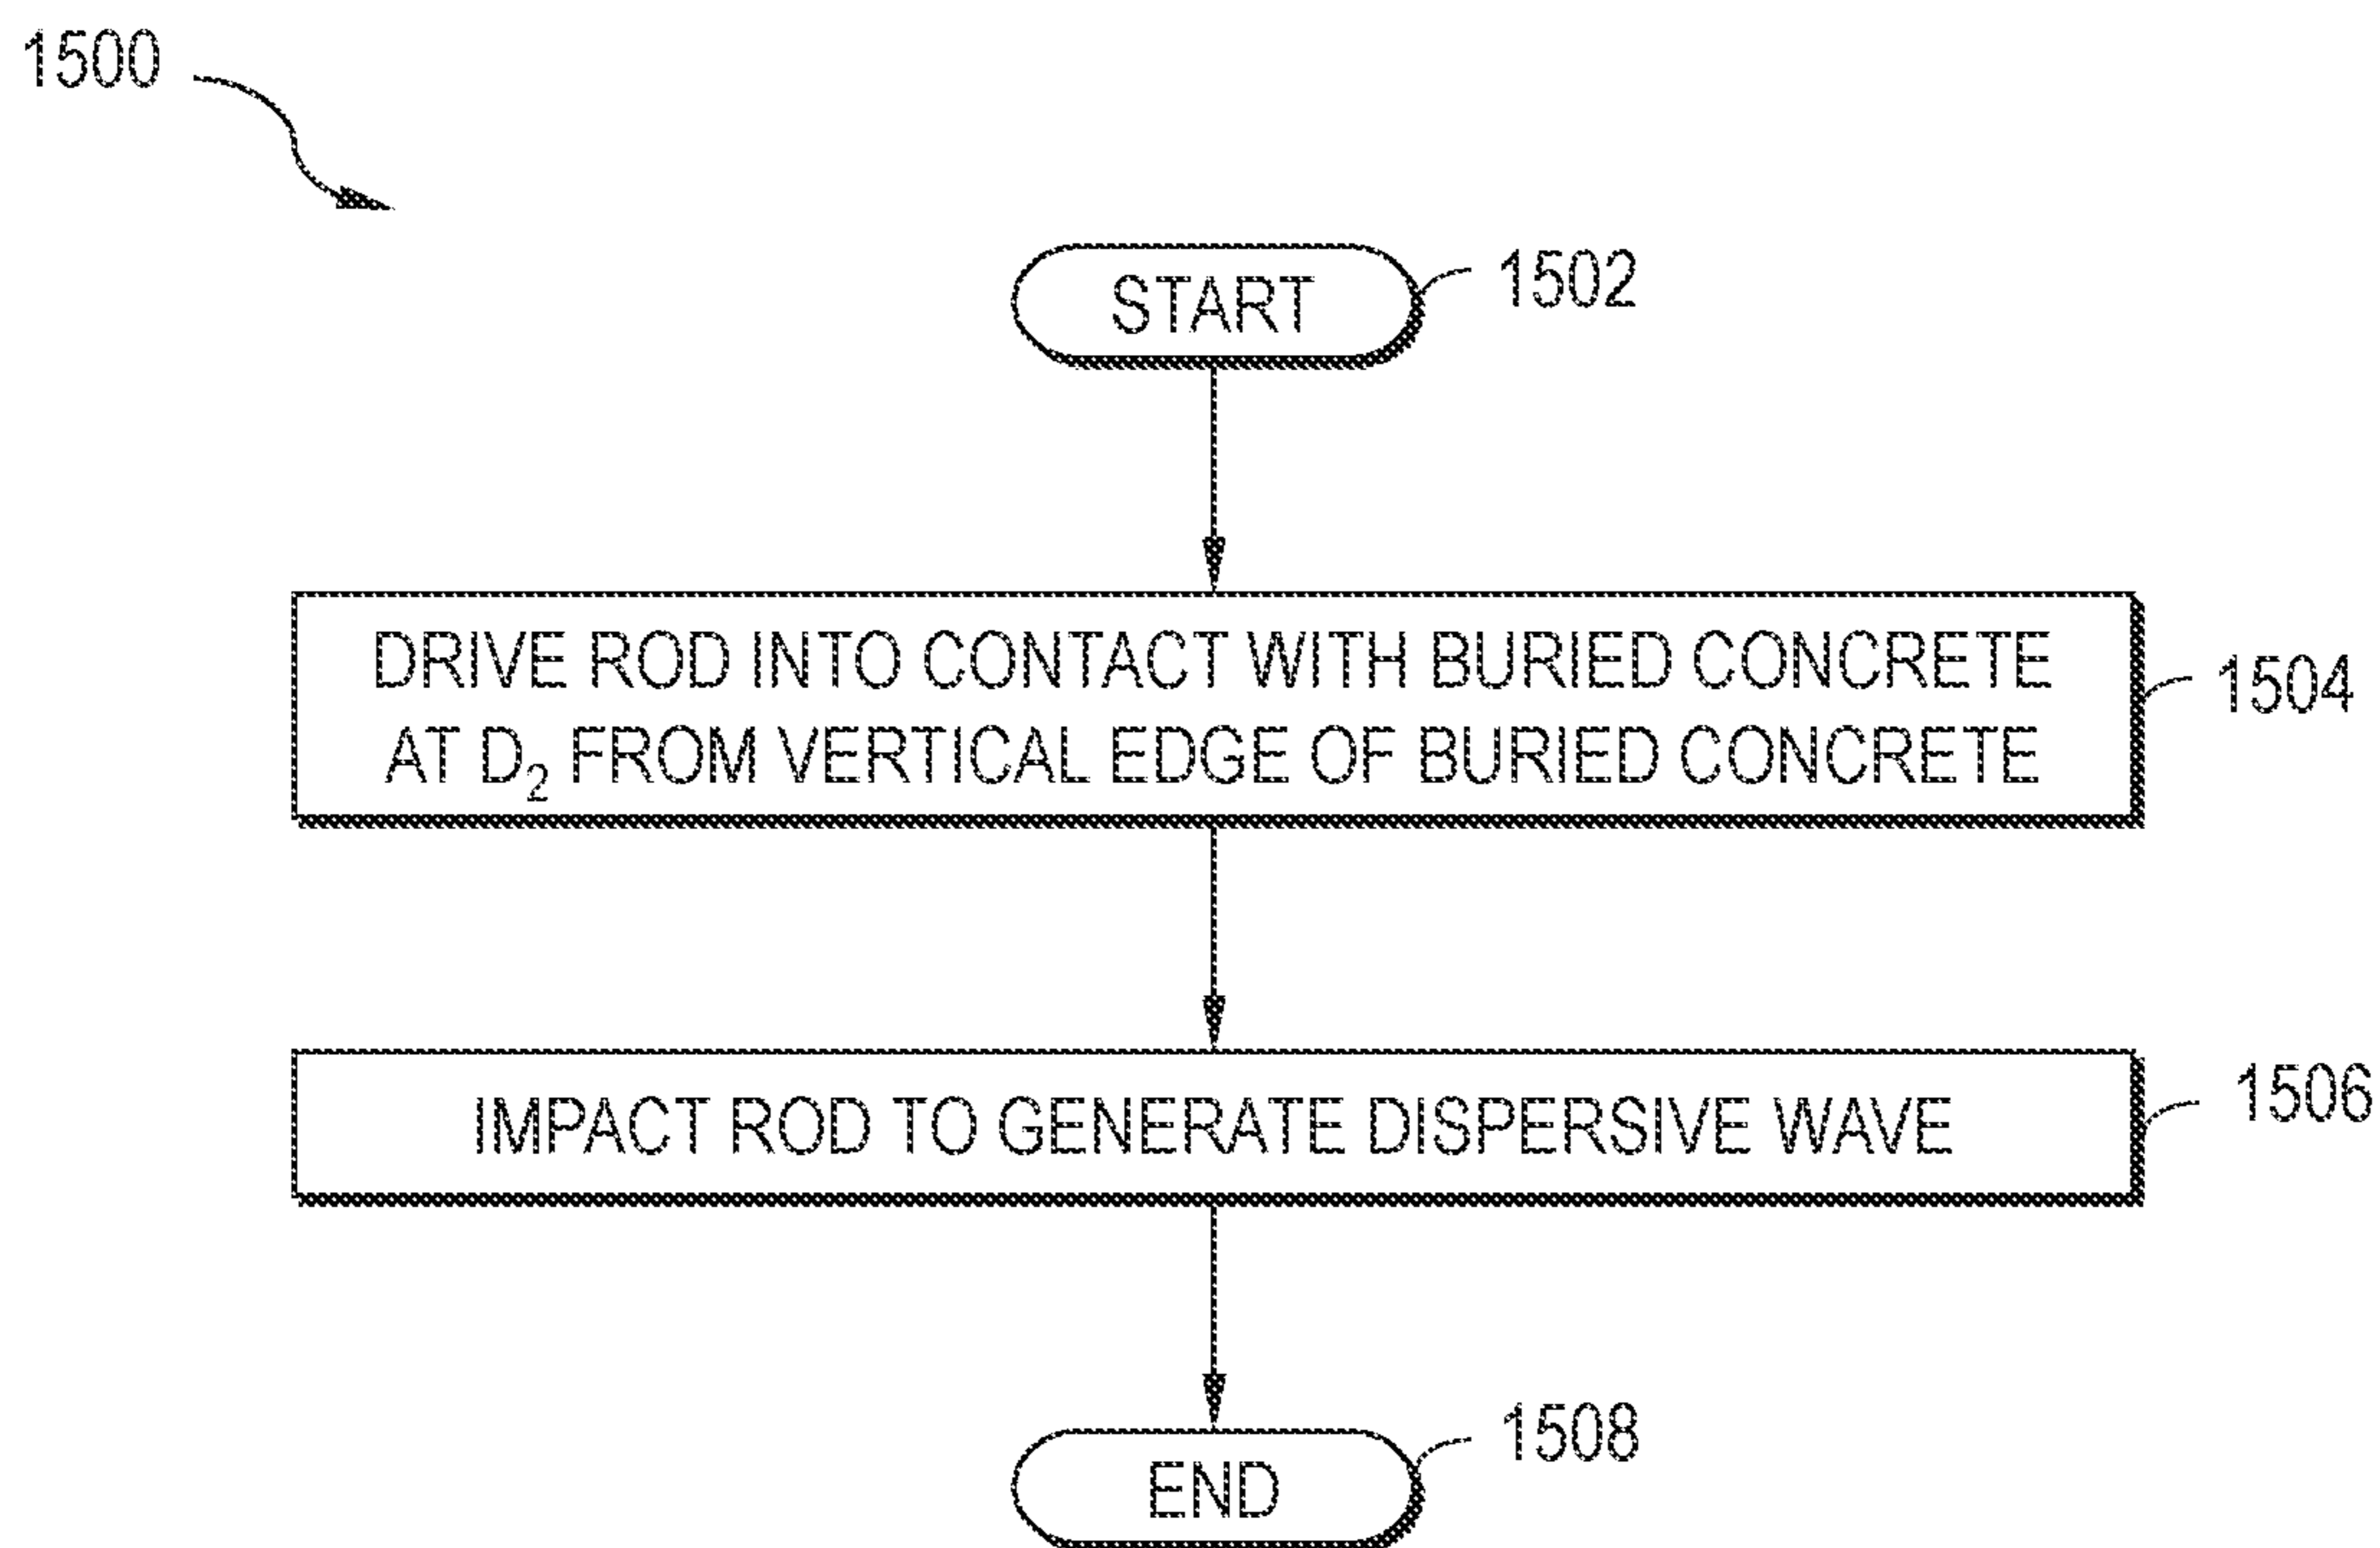 1500
START
1502
DRIVE ROD INTO CONTACT WITH BURIED CONCRETE
AT D₂ FROM VERTICAL EDGE OF BURIED CONCRETE
1504
IMPACT ROD TO GENERATE DISPERSIVE WAVE
1506
END
1508